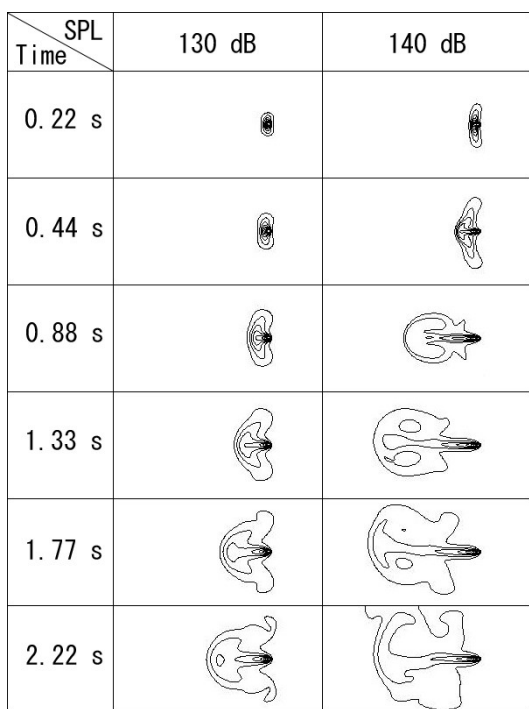 SPL
Time
130 dB
140 dB
0.22 s
0.44 s
0.88 s
1.33 s
1.77 s
2.22 s